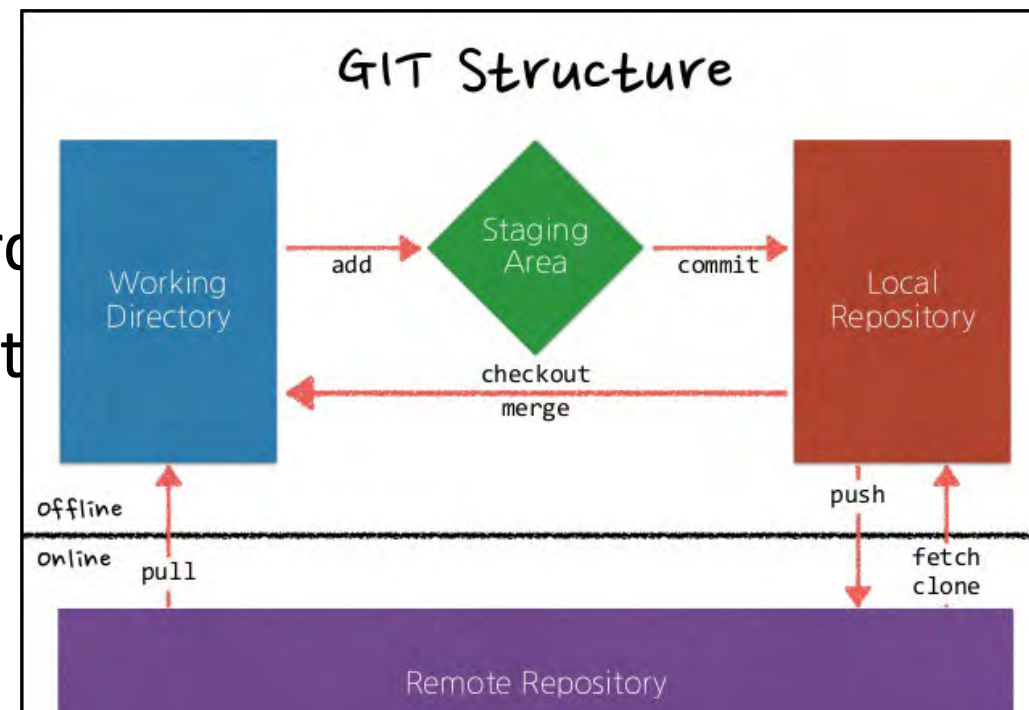 GIT Structure
Working
Directory
add
Staging
Area
commit
Local
Repository
checkout
merge
Offline
push
Online
pull
fetch
clone
Remote Repository